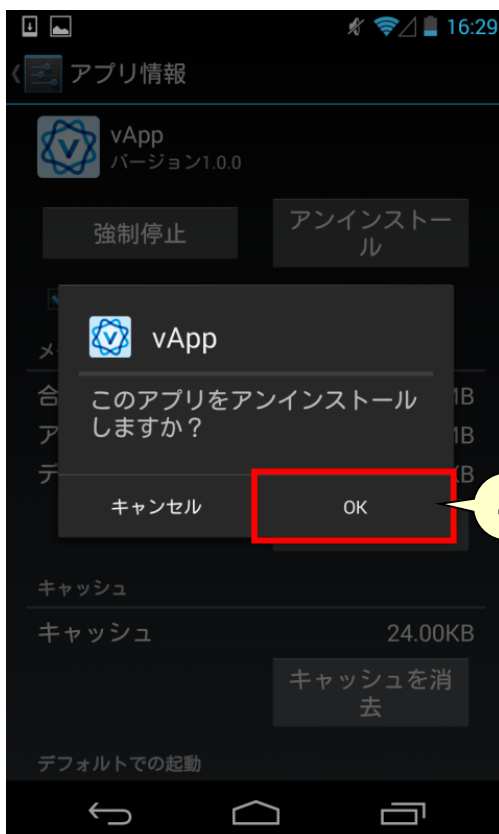 16:29
アプリ情報
vApp
バージョン1.0.0
強制停止
アンインストー
ル
vApp
このアプリをアンインストール
しますか？
キャンセル
OK
キャッシュ
キャッシュ
24.00KB
キャッシュを消
去
デフォルトでの起動